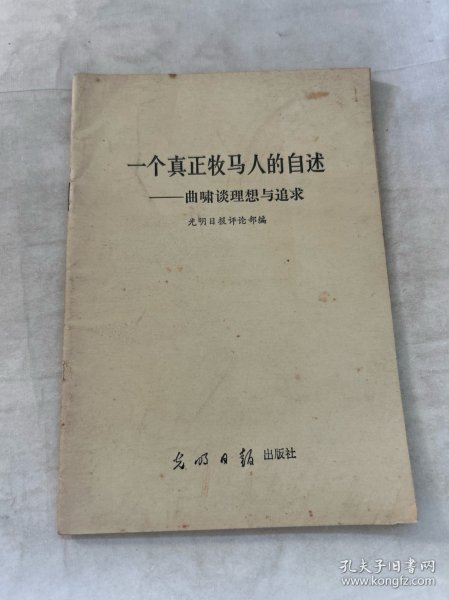 一个真正牧马人的自述
——曲啸谈理想与追求
光明日报评论部编
光明日报 出版社
孔夫子旧书网
www.kongfz.com